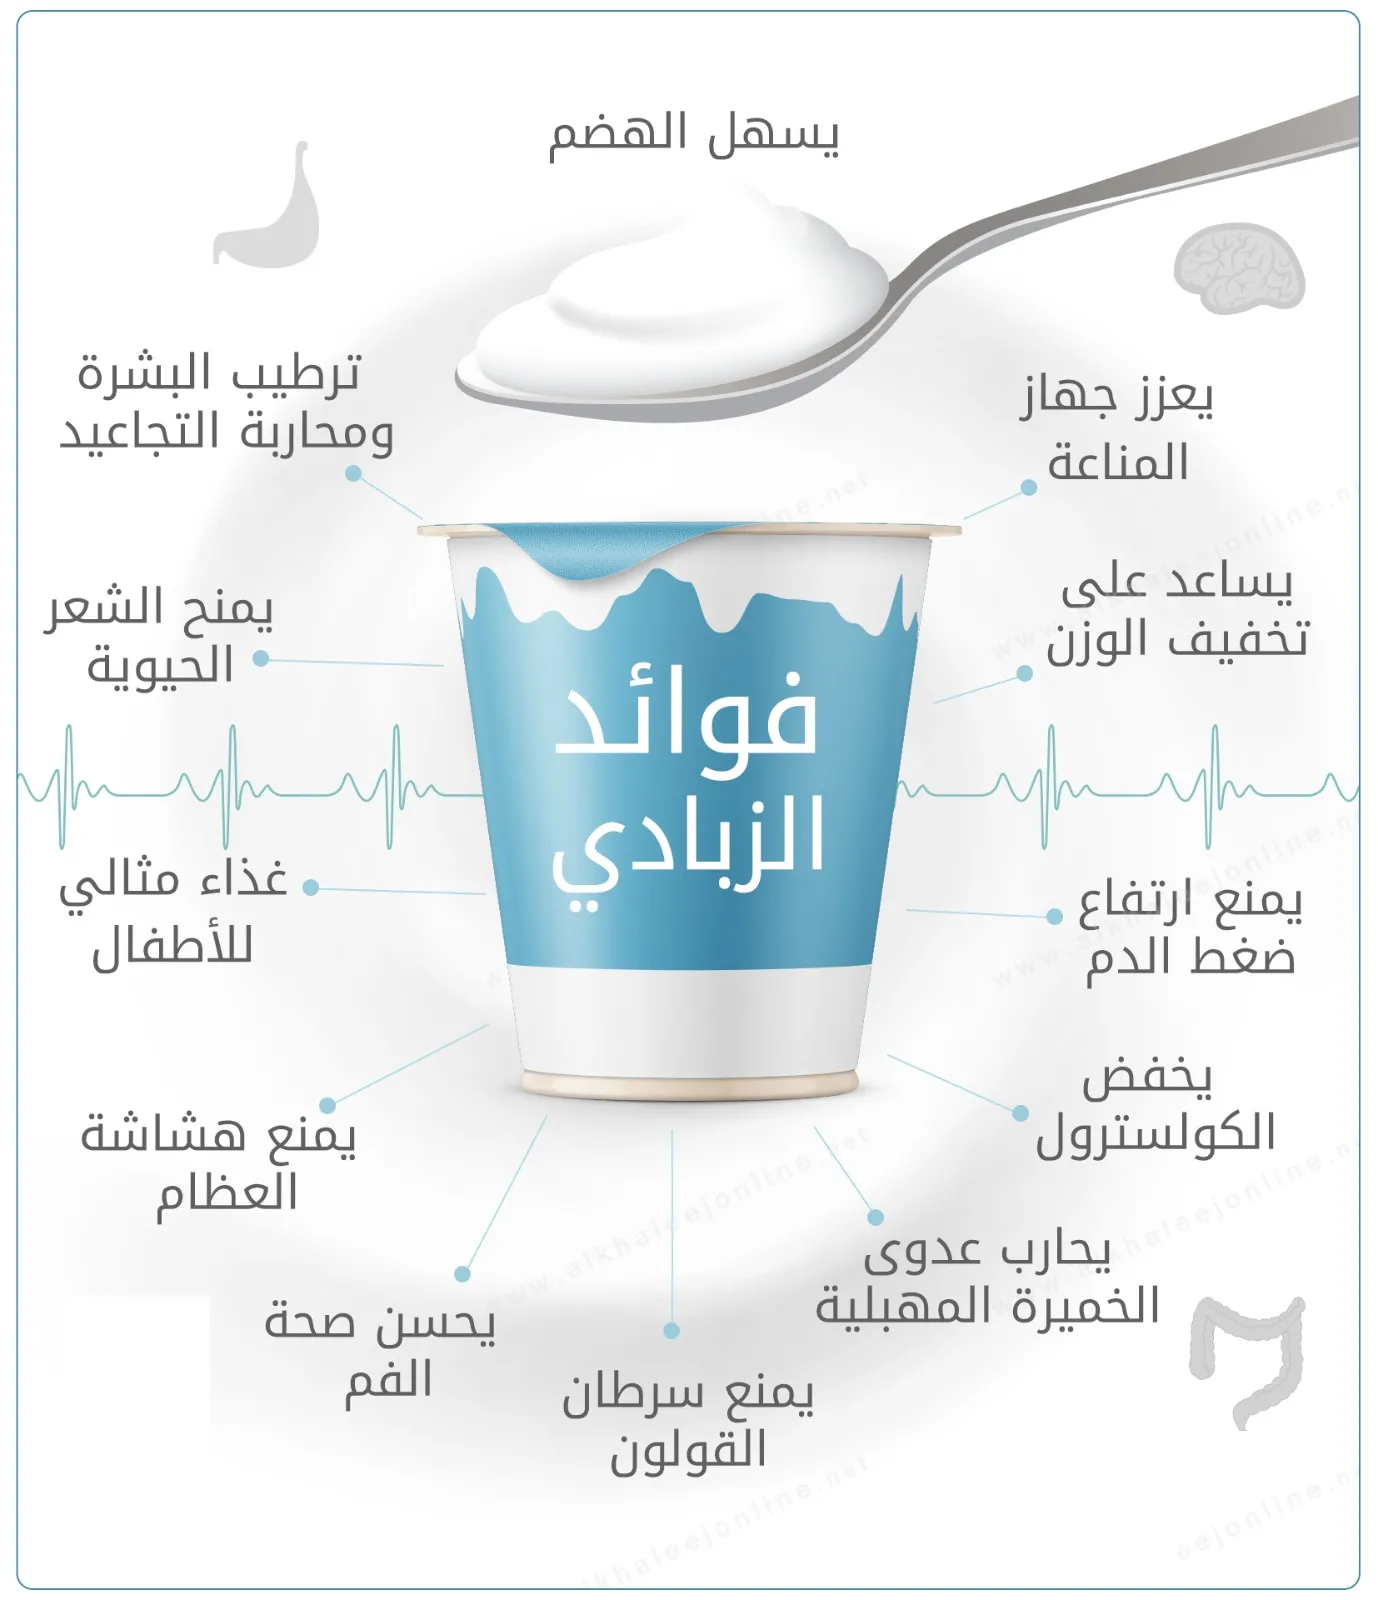 يسهل الهضم
يعزز جهاز
المناعة
ترطيب البشرة
ومحاربة التجاعيد
يساعد على
تخفيف الوزن
يمنح الشعر
الحيوية
فوائد
الزبادي
يمنع ارتفاع
ضغط الدم
غذاء مثالي
للأطفال
يخفض
الكولسترول
يمنع هشاشة
العظام
يحارب عدوى
الخميرة المهبلية
يحسن صحة
الفم
يمنع سرطان
القولون
www.alkhaleejonline.net